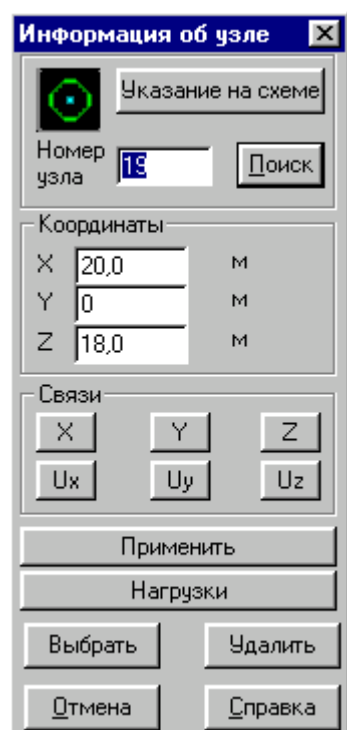 Информация об узле
Указание на схеме
Номер узла 19 Поиск
Координаты
X 20,0 м
Y 0 м
Z 18,0 м
Связи
X Y Z
Ux Uy Uz
Применить
Нагрузки
Выбрать Удалить
Отмена Справка